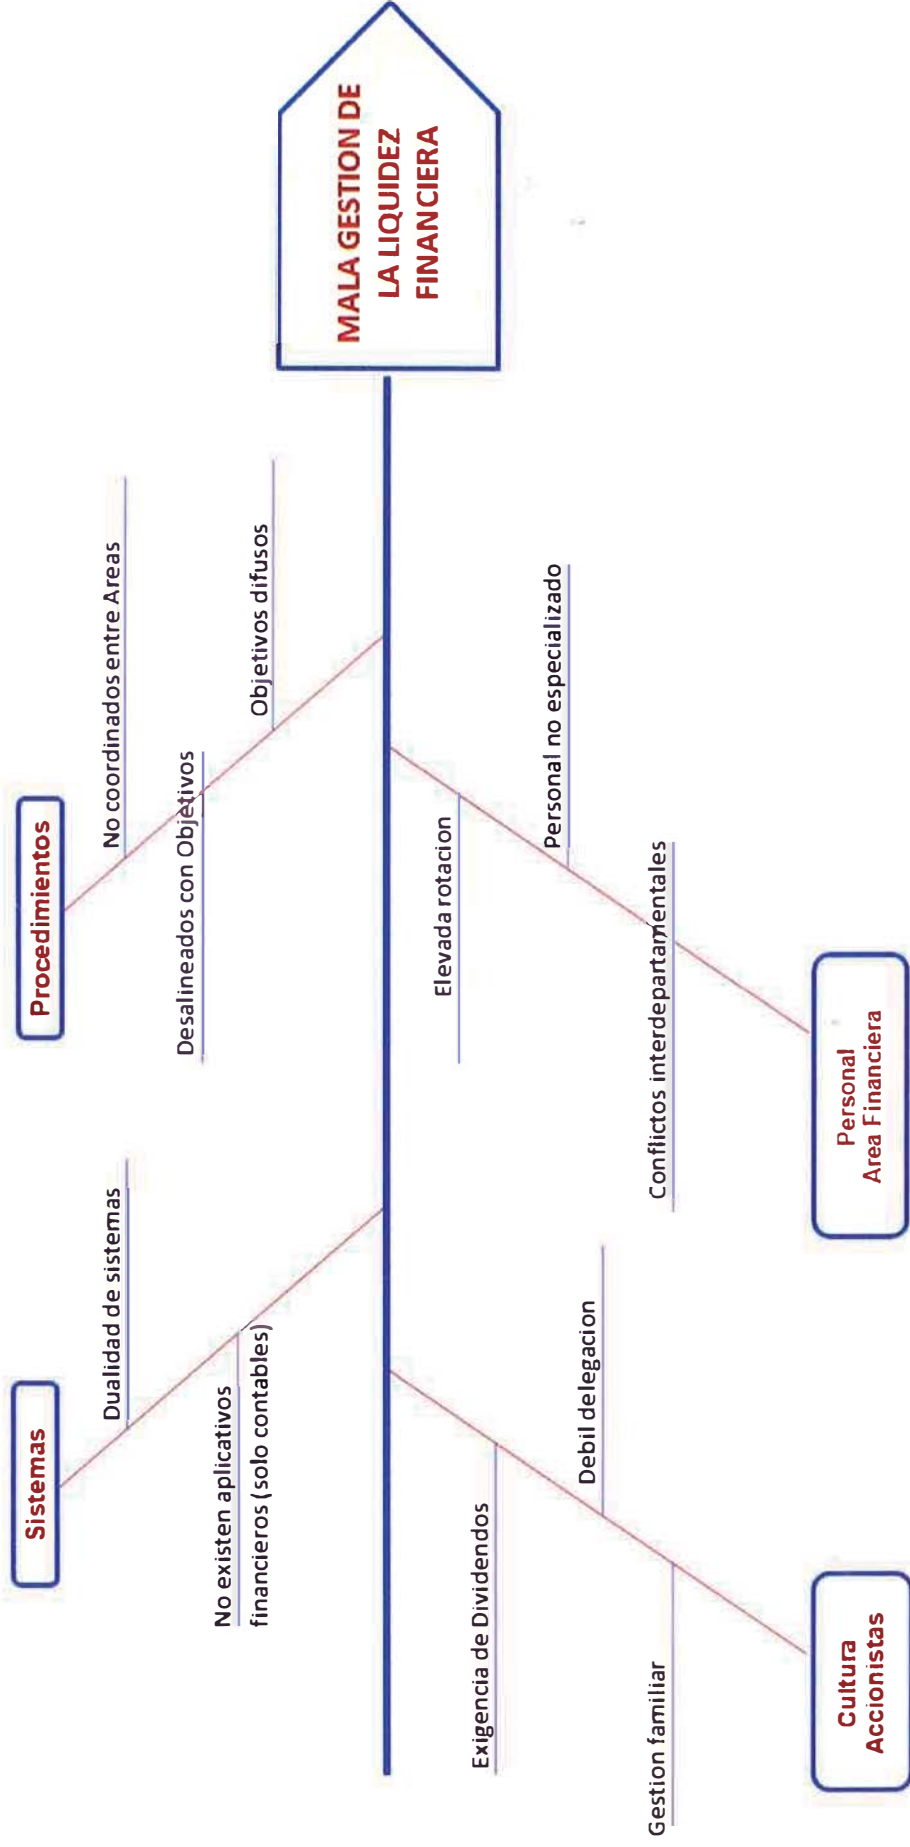 Sistemas
Procedimientos
Dualidad de sistemas
No coordinados entre Areas
No existen aplicativos
financieros (solo contables)
Desalineados con Objetivos
Objetivos difusos
MALA GESTION DE
LA LIQUIDEZ
FINANCIERA
Exigencia de Dividendos
Debil delegacion
Gestion familiar
Elevada rotacion
Personal no especializado
Conflictos interdepartamentales
Cultura
Accionistas
Personal
Area Financiera